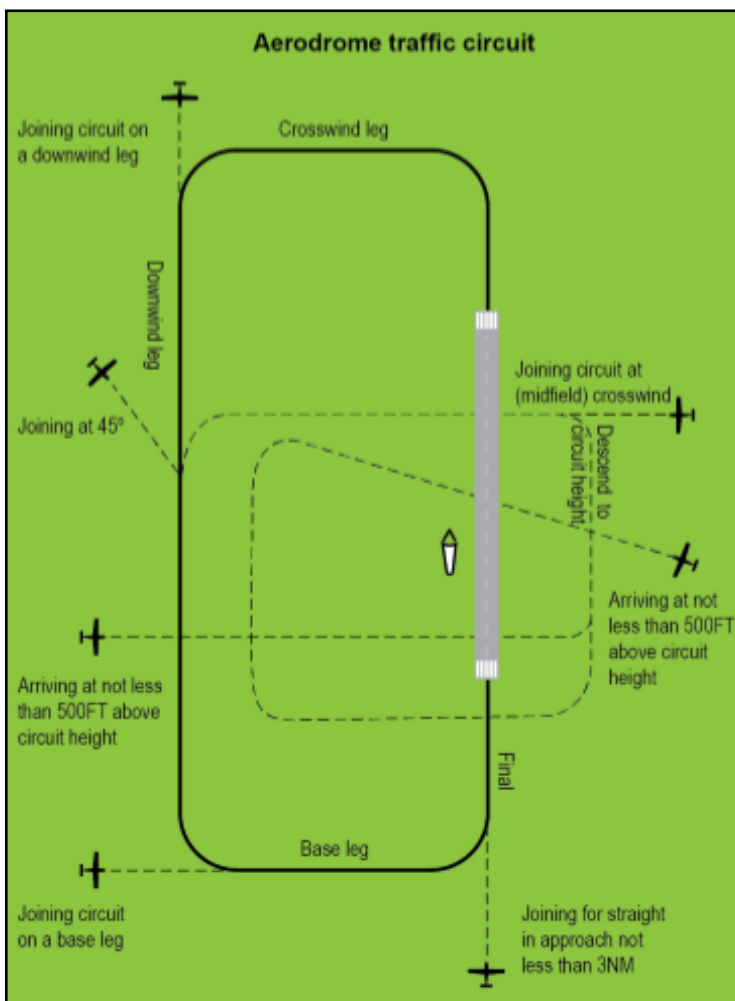 Aerodrome traffic circuit
Joining circuit on
a downwind leg
Crosswind leg
Downwind leg
Joining at 45º
Joining circuit at
(midfield) crosswind
Descend to
circuit height
Arriving at not
less than 500FT
above circuit
height
Arriving at not less
than 500FT above
circuit height
Final
Base leg
Joining circuit
on a base leg
Joining for straight
in approach not
less than 3NM